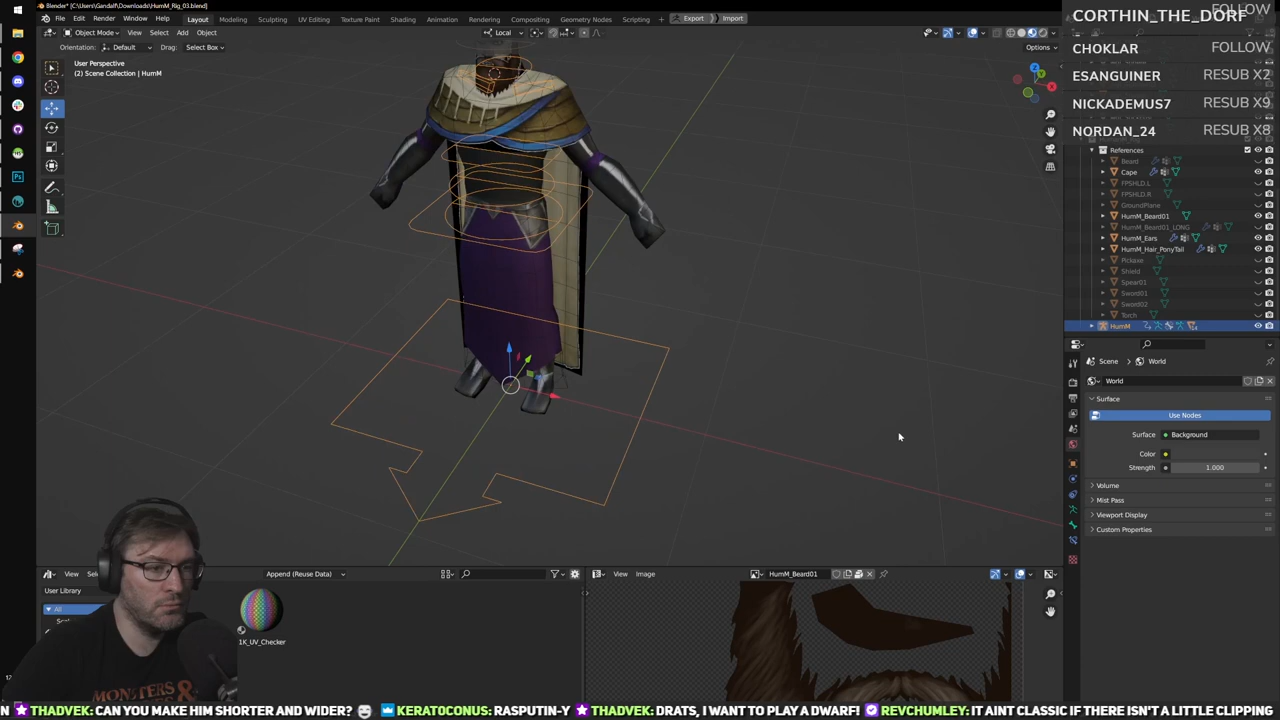 Blender* [C:\Users\Gandalf\Downloads\HumM_Rig_03.blend]
File Edit Render Window Help Layout Modeling Sculpting UV Editing Texture Paint Shading Animation Rendering Compositing Geometry Nodes Scripting + Export Import
Object Mode View Select Add Object Local
Orientation: Default Drag: Select Box Options
User Perspective
(2) Scene Collection | HumM
FOLLOW
CORTHIN_THE_DORF
CHOKLAR FOLLOW
ESANGUINER RESUB X2
NICKADEMUS7 RESUB X9
NORDAN_24 RESUB X8
References
Beard
Cape
FPSHLD.L
FPSHLD.R
GroundPlane
HumM_Beard01
HumM_Beard01_LONG
HumM_Ears
HumM_Hair_PonyTail
Pickaxe
Shield
Spear01
Sword01
Sword02
Torch
HumM
Scene > World
World
Surface
Use Nodes
Surface Background
Color
Strength 1.000
Volume
Mist Pass
Viewport Display
Custom Properties
View Append (Reuse Data)
User Library
All
1K_UV_Checker
View Image HumM_Beard01
MONSTERS &
N THADVEK: CAN YOU MAKE HIM SHORTER AND WIDER? KERATOCONUS: RASPUTIN-Y THADVEK: DRATS, I WANT TO PLAY A DWARF! REVCHUMLEY: IT AINT CLASSIC IF THERE ISN'T A LITTLE CLIPPING